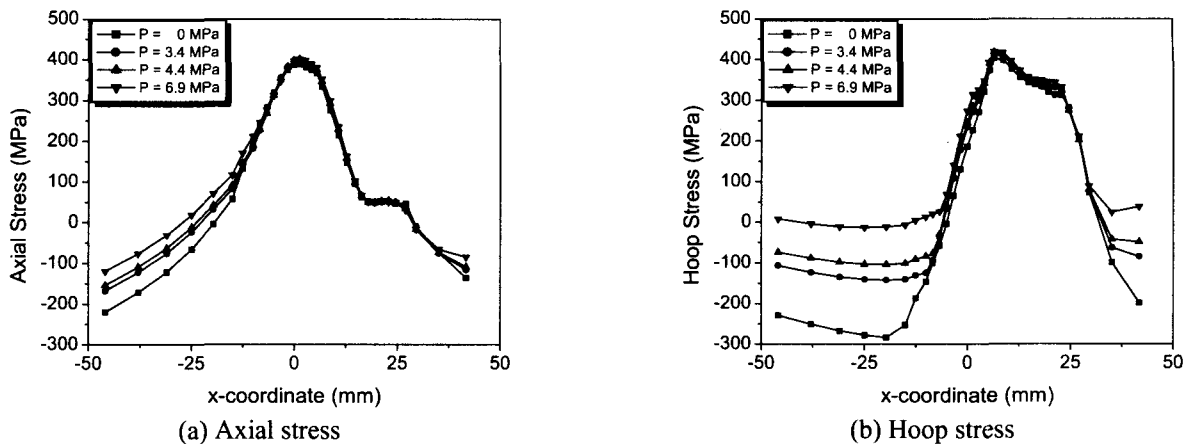 500
400
300
200
100
0
-100
-200
-300
-50
-25
0
25
50
Axial Stress (MPa)
x-coordinate (mm)
P = 0 MPa
P = 3.4 MPa
P = 4.4 MPa
P = 6.9 MPa
(a) Axial stress
500
400
300
200
100
0
-100
-200
-300
-50
-25
0
25
50
Hoop Stress (MPa)
x-coordinate (mm)
P = 0 MPa
P = 3.4 MPa
P = 4.4 MPa
P = 6.9 MPa
(b) Hoop stress